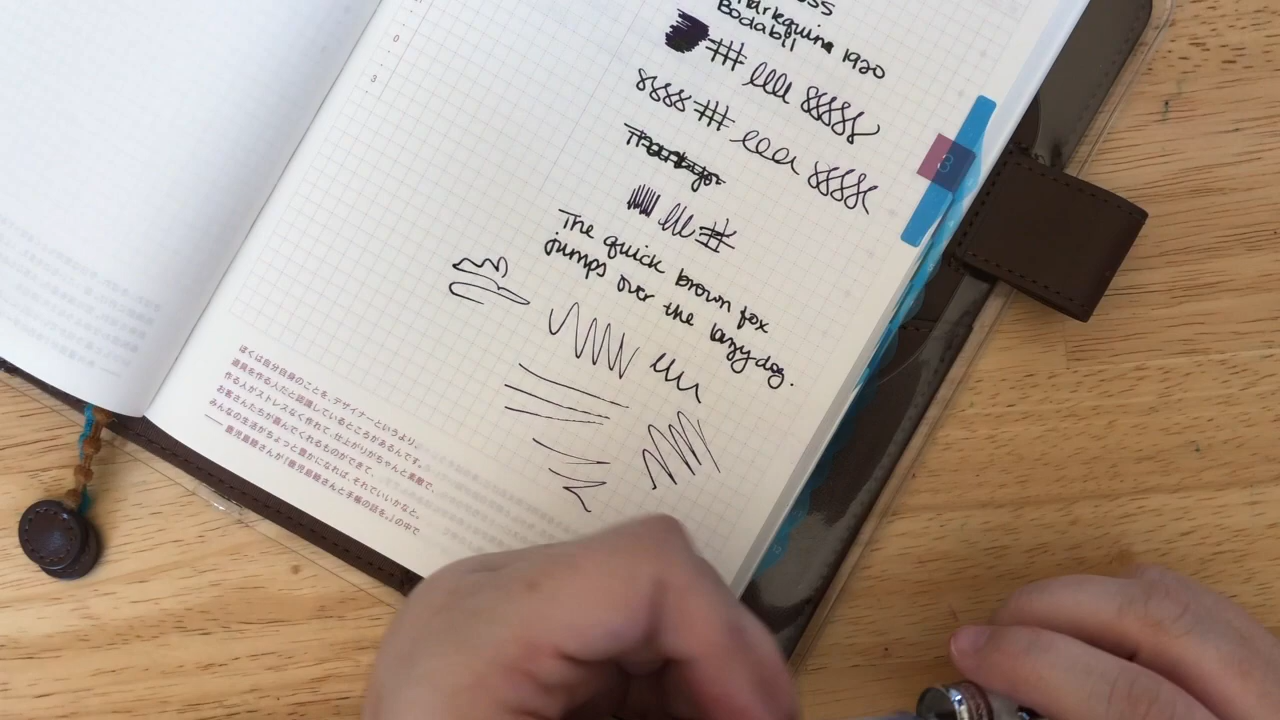 Harlequin 1920
Bodabil
The quick brown fox
jumps over the lazy dog.
0
3
3
12
ぼくは自分自身のことを、デザイナーというより、
道具を作る人だと認識しているところがあるんです。
作る人がストレスなく作れて、仕上がりがちゃんと素敵で、
お客さんたちが喜んでくれるものができて、
みんなの生活がちょっと豊かになれば、それでいいかなと。